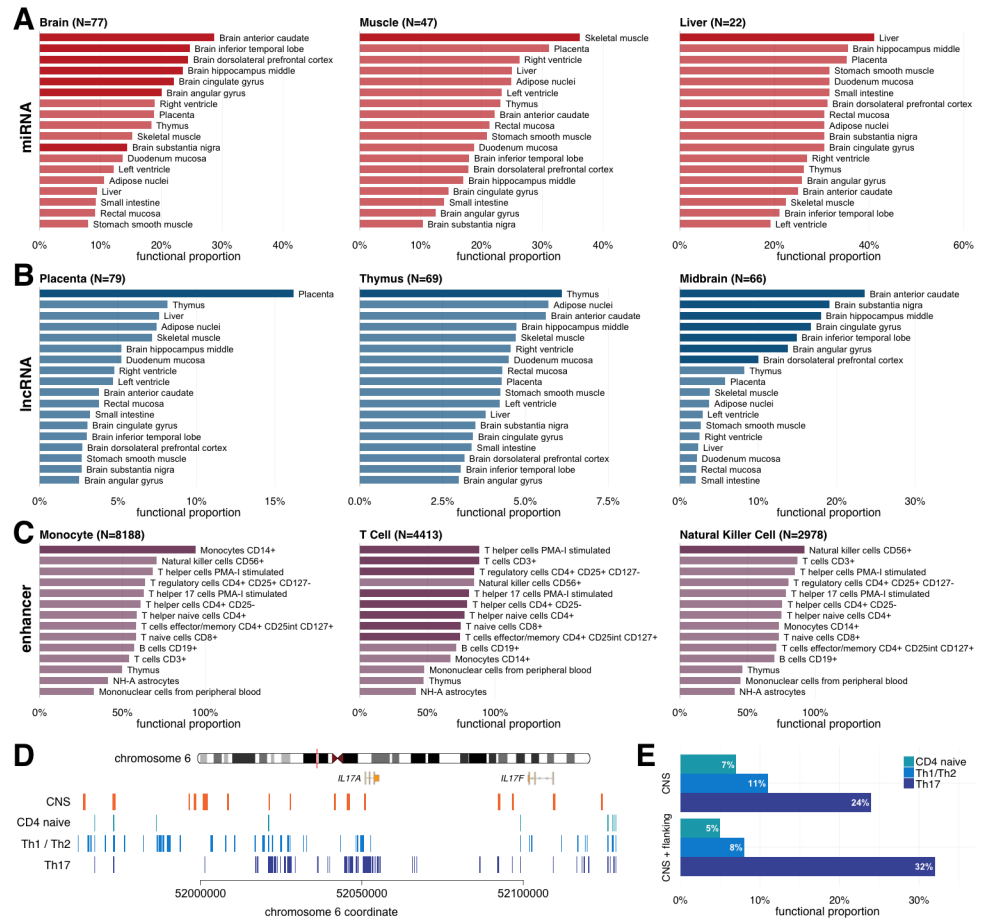 A
Brain (N=77)
Muscle (N=47)
Liver (N=22)
miRNA
Brain anterior caudate
Brain inferior temporal lobe
Brain dorsolateral prefrontal cortex
Brain hippocampus middle
Brain cingulate gyrus
Brain angular gyrus
Right ventricle
Placenta
Thymus
Skeletal muscle
Brain substantia nigra
Duodenum mucosa
Left ventricle
Adipose nuclei
Liver
Small intestine
Rectal mucosa
Stomach smooth muscle
0% 10% 20% 30% 40%
functional proportion
Skeletal muscle
Placenta
Right ventricle
Liver
Adipose nuclei
Left ventricle
Thymus
Brain anterior caudate
Rectal mucosa
Stomach smooth muscle
Duodenum mucosa
Brain inferior temporal lobe
Brain dorsolateral prefrontal cortex
Brain hippocampus middle
Brain cingulate gyrus
Small intestine
Brain angular gyrus
Brain substantia nigra
0% 10% 20% 30% 40%
functional proportion
Liver
Brain hippocampus middle
Placenta
Stomach smooth muscle
Duodenum mucosa
Small intestine
Brain dorsolateral prefrontal cortex
Rectal mucosa
Adipose nuclei
Brain substantia nigra
Brain cingulate gyrus
Right ventricle
Thymus
Brain angular gyrus
Brain anterior caudate
Skeletal muscle
Brain inferior temporal lobe
Left ventricle
0% 20% 40% 60%
functional proportion
B
Placenta (N=79)
Thymus (N=69)
Midbrain (N=66)
lncRNA
Placenta
Thymus
Liver
Adipose nuclei
Skeletal muscle
Brain hippocampus middle
Duodenum mucosa
Right ventricle
Left ventricle
Brain anterior caudate
Rectal mucosa
Small intestine
Brain cingulate gyrus
Brain inferior temporal lobe
Brain dorsolateral prefrontal cortex
Stomach smooth muscle
Brain substantia nigra
Brain angular gyrus
0% 5% 10% 15%
functional proportion
Thymus
Adipose nuclei
Brain anterior caudate
Brain hippocampus middle
Skeletal muscle
Right ventricle
Duodenum mucosa
Rectal mucosa
Placenta
Stomach smooth muscle
Left ventricle
Liver
Brain substantia nigra
Brain cingulate gyrus
Small intestine
Brain dorsolateral prefrontal cortex
Brain inferior temporal lobe
Brain angular gyrus
0.0% 2.5% 5.0% 7.5%
functional proportion
Brain anterior caudate
Brain substantia nigra
Brain hippocampus middle
Brain cingulate gyrus
Brain inferior temporal lobe
Brain angular gyrus
Brain dorsolateral prefrontal cortex
Thymus
Placenta
Skeletal muscle
Adipose nuclei
Left ventricle
Stomach smooth muscle
Right ventricle
Liver
Duodenum mucosa
Rectal mucosa
Small intestine
0% 10% 20% 30%
functional proportion
C
Monocyte (N=8188)
T Cell (N=4413)
Natural Killer Cell (N=2978)
enhancer
Monocytes CD14+
Natural killer cells CD56+
T helper cells PMA-I stimulated
T regulatory cells CD4+ CD25+ CD127-
T helper 17 cells PMA-I stimulated
T helper cells CD4+ CD25-
T helper naive cells CD4+
T cells effector/memory CD4+ CD25int CD127+
T naive cells CD8+
B cells CD19+
T cells CD3+
Thymus
NH-A astrocytes
Mononuclear cells from peripheral blood
0% 50% 100%
functional proportion
T helper cells PMA-I stimulated
T cells CD3+
T regulatory cells CD4+ CD25+ CD127-
Natural killer cells CD56+
T helper 17 cells PMA-I stimulated
T helper cells CD4+ CD25-
T helper naive cells CD4+
T naive cells CD8+
T cells effector/memory CD4+ CD25int CD127+
B cells CD19+
Monocytes CD14+
Mononuclear cells from peripheral blood
Thymus
NH-A astrocytes
0% 50% 100%
functional proportion
Natural killer cells CD56+
T cells CD3+
T helper cells PMA-I stimulated
T regulatory cells CD4+ CD25+ CD127-
T helper 17 cells PMA-I stimulated
T helper cells CD4+ CD25-
T helper naive cells CD4+
Monocytes CD14+
T naive cells CD8+
T cells effector/memory CD4+ CD25int CD127+
B cells CD19+
Thymus
Mononuclear cells from peripheral blood
NH-A astrocytes
0% 50% 100%
functional proportion
D
chromosome 6
IL17A IL17F
CNS
CD4 naive
Th1 / Th2
Th17
52000000 52050000 52100000
chromosome 6 coordinate
E
CD4 naive
Th1/Th2
Th17
CNS
7%
11%
24%
CNS + flanking
5%
8%
32%
0% 10% 20% 30%
functional proportion